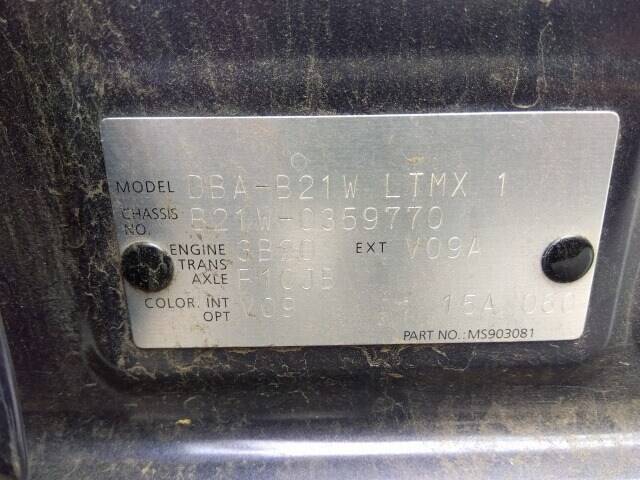 MODEL DBA-B21W LTMX 1
CHASSIS NO. B21W-0359770
ENGINE 3B20 EXT V09A
TRANS AXLE F1CJB
COLOR. INT OPT V09 15A 060
PART NO.: MS903081